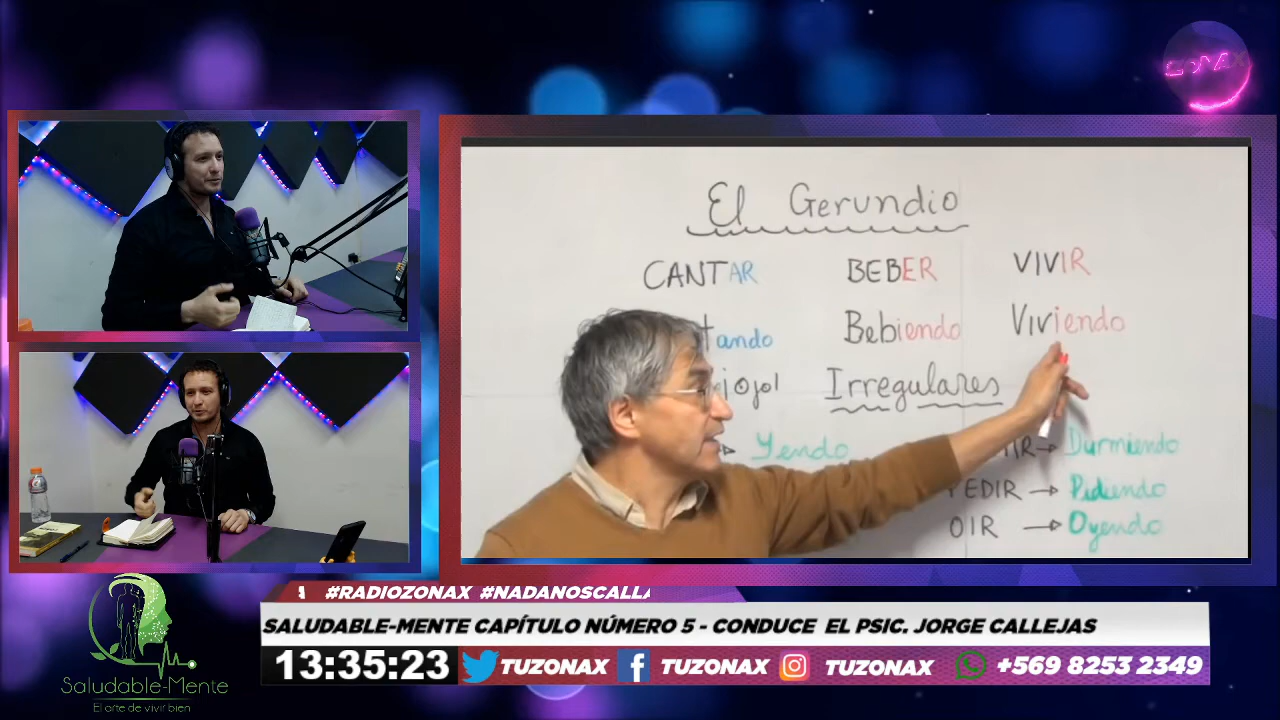 El Gerundio
CANTAR BEBER VIVIR
ando Bebiendo Viviendo
Irregulares
Yendo Durmiendo
PEDIR → Pidiendo
OIR → Oyendo
#RADIOZONAX #NADANOSCALLA
SALUDABLE-MENTE CAPÍTULO NÚMERO 5 - CONDUCE EL PSIC. JORGE CALLEJAS
13:35:23 TUZONAX TUZONAX TUZONAX +569 8253 2349
Saludable-Mente
El arte de vivir bien